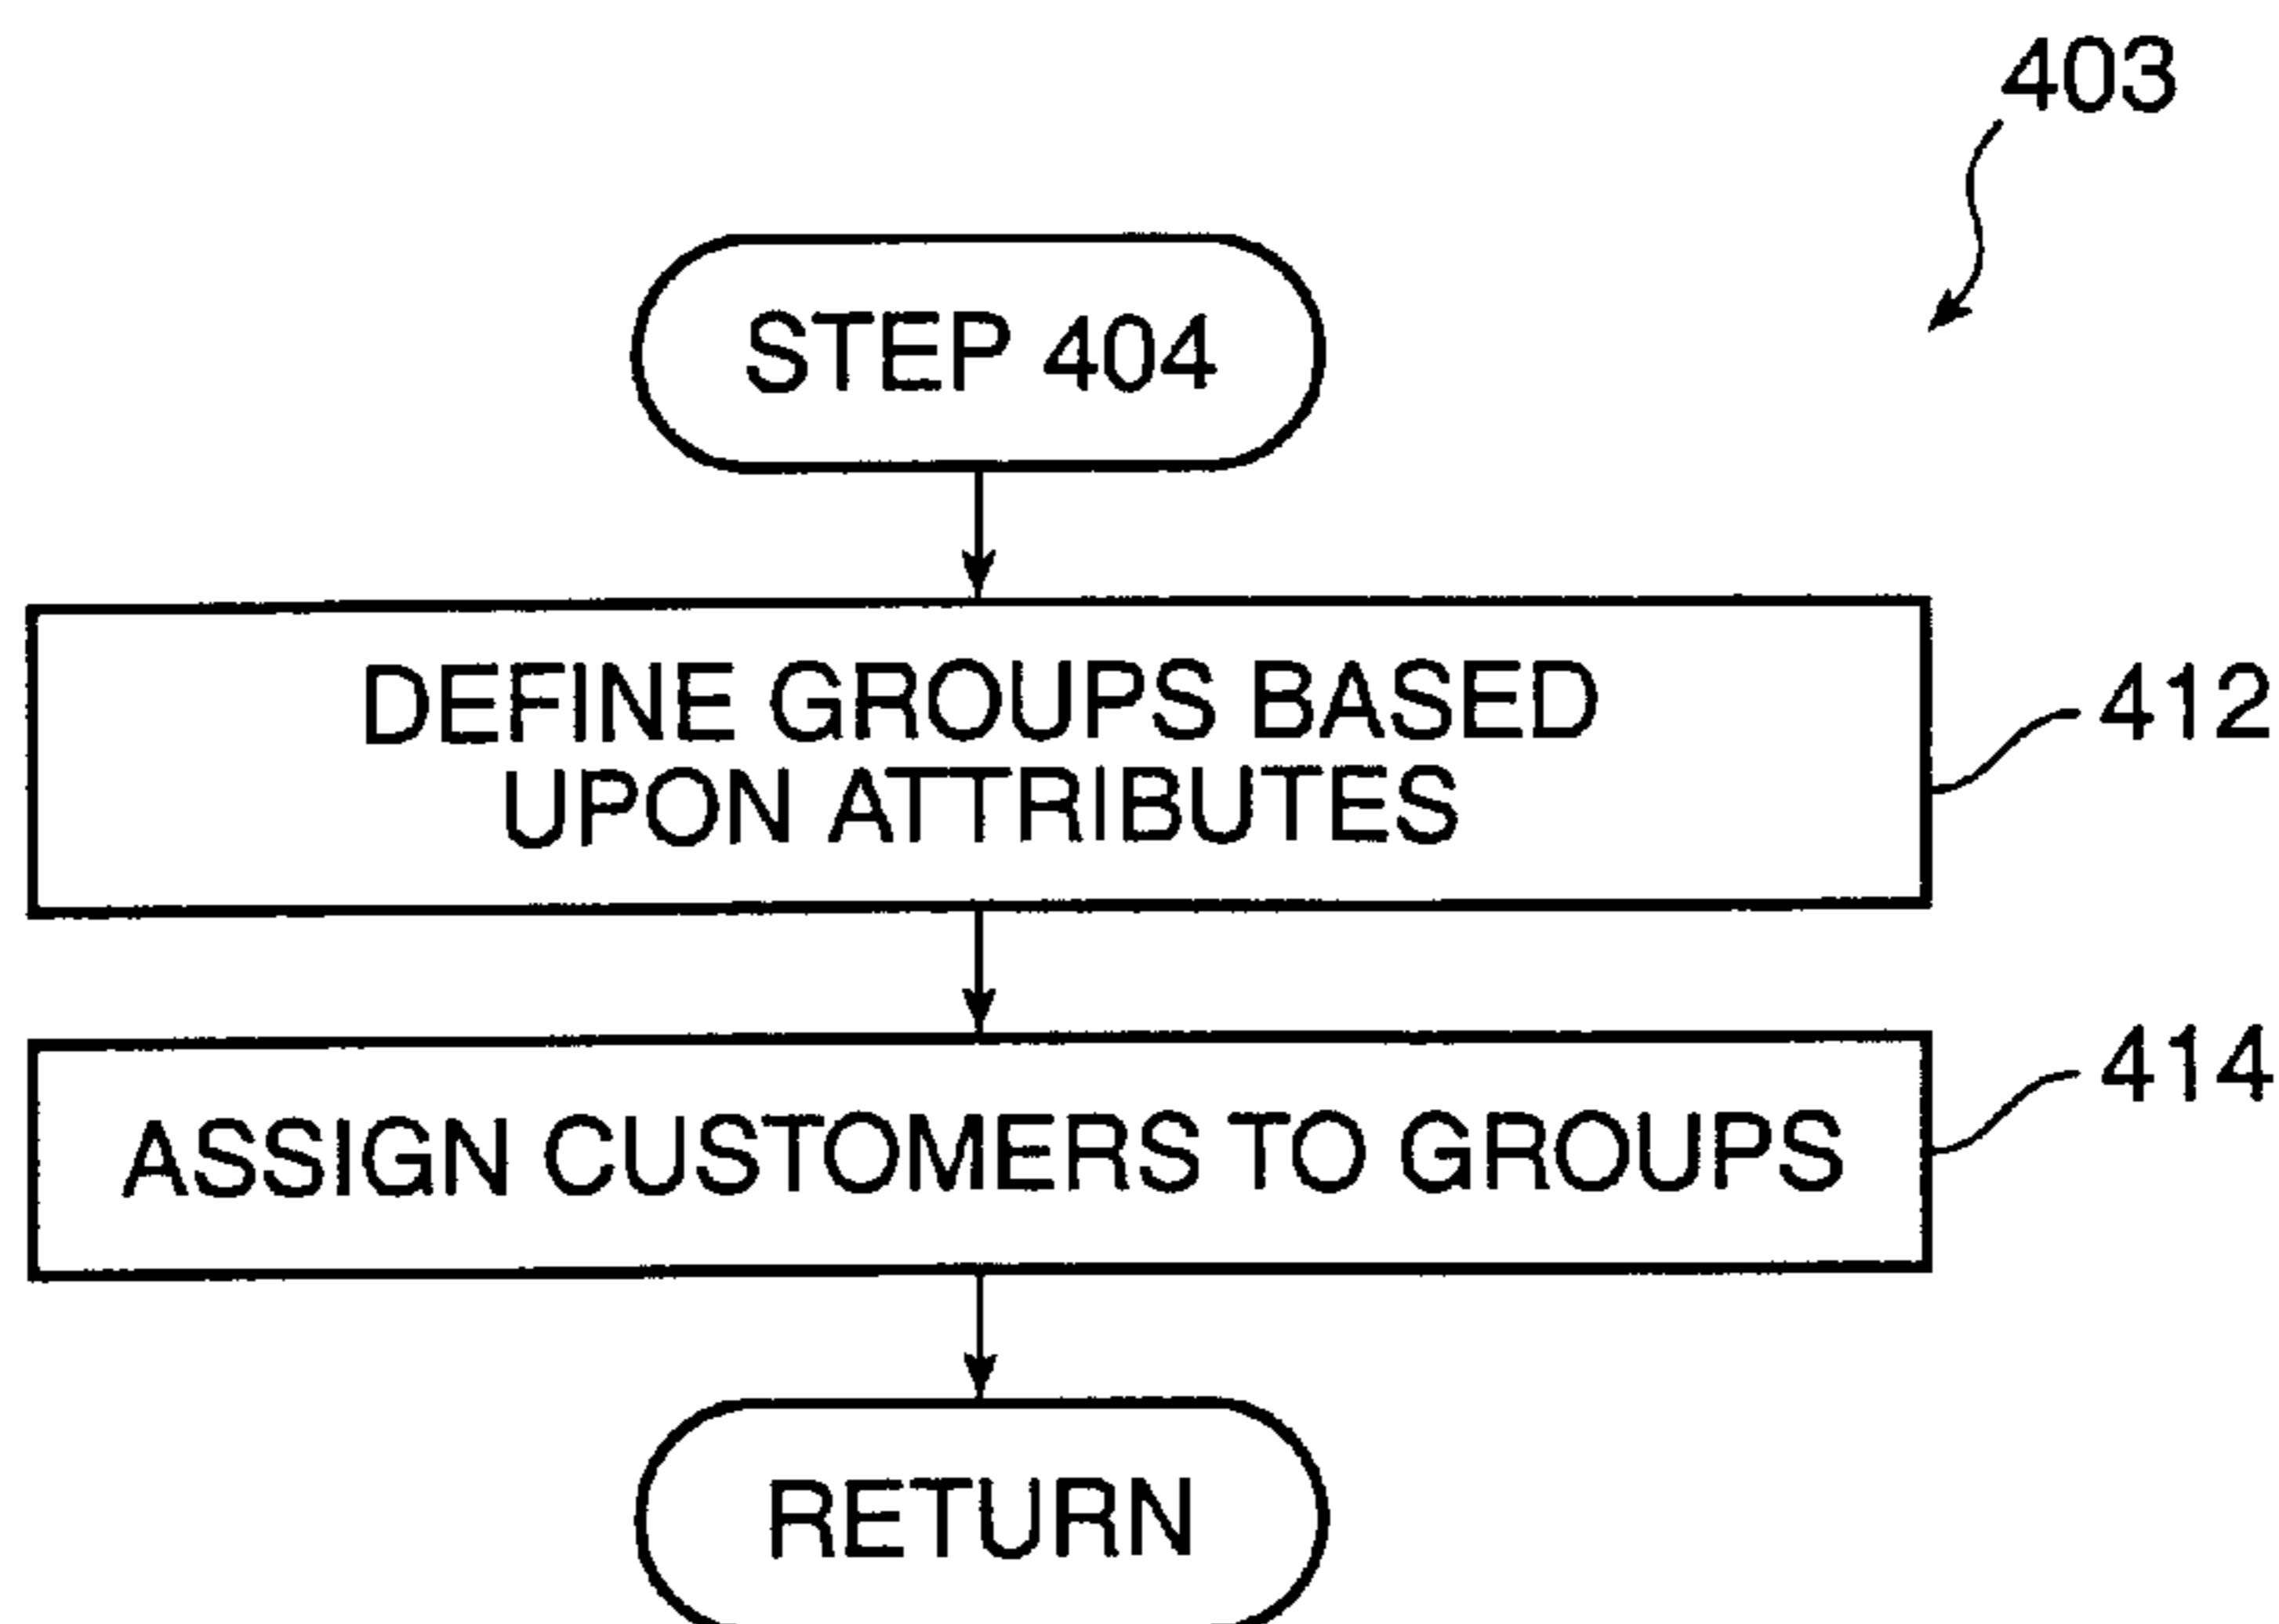 403
STEP 404
DEFINE GROUPS BASED
UPON ATTRIBUTES
412
ASSIGN CUSTOMERS TO GROUPS
414
RETURN